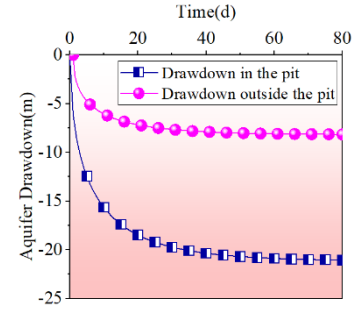 Time(d)
0 20 40 60 80
0
Drawdown in the pit
Drawdown outside the pit
-5
-10
-15
-20
-25
Aquifer Drawdown(m)